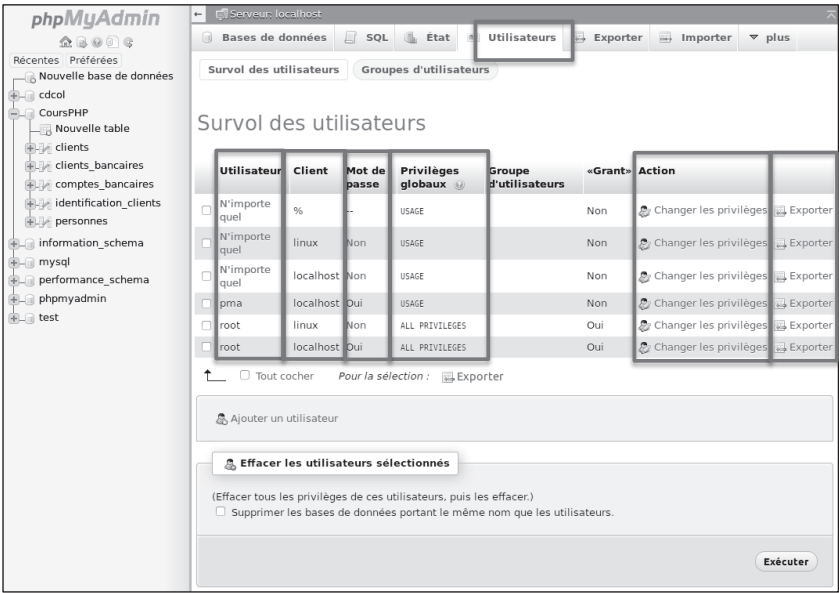 phpMyAdmin
Récentes Préférées
Nouvelle base de données
cdcol
CoursPHP
Nouvelle table
clients
clients_bancaires
comptes_bancaires
identification_clients
personnes
information_schema
mysql
performance_schema
phpmyadmin
test
Serveur: localhost
Bases de données SQL État Utilisateurs Exporter Importer plus
Survol des utilisateurs Groupes d'utilisateurs
Survol des utilisateurs
Utilisateur Client Mot de passe Privilèges globaux Groupe d'utilisateurs «Grant» Action
N'importe quel % -- USAGE Non Changer les privilèges Exporter
N'importe quel linux Non USAGE Non Changer les privilèges Exporter
N'importe quel localhost Non USAGE Non Changer les privilèges Exporter
pma localhost Oui USAGE Non Changer les privilèges Exporter
root linux Non ALL PRIVILEGES Oui Changer les privilèges Exporter
root localhost Oui ALL PRIVILEGES Oui Changer les privilèges Exporter
Tout cocher Pour la sélection : Exporter
Ajouter un utilisateur
Effacer les utilisateurs sélectionnés
(Effacer tous les privilèges de ces utilisateurs, puis les effacer.)
Supprimer les bases de données portant le même nom que les utilisateurs.
Exécuter